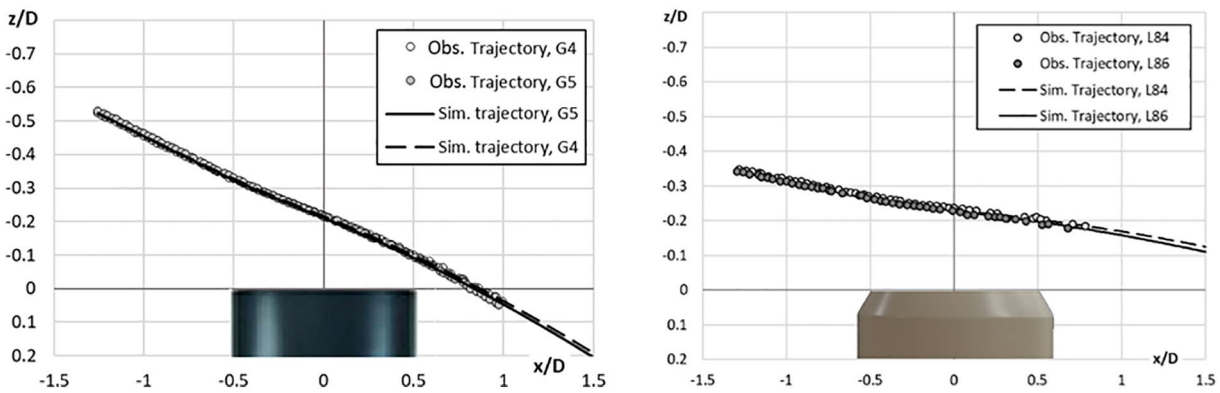 z/D
-0.7
-0.6
-0.5
-0.4
-0.3
-0.2
-0.1
0
0.1
0.2
-1.5 -1 -0.5 0 0.5 1 1.5
x/D
Obs. Trajectory, G4
Obs. Trajectory, G5
Sim. trajectory, G5
Sim. trajectory, G4
z/D
-0.7
-0.6
-0.5
-0.4
-0.3
-0.2
-0.1
0
0.1
0.2
-1.5 -1 -0.5 0 0.5 1 1.5
x/D
Obs. Trajectory, L84
Obs. Trajectory, L86
Sim. Trajectory, L84
Sim. Trajectory, L86